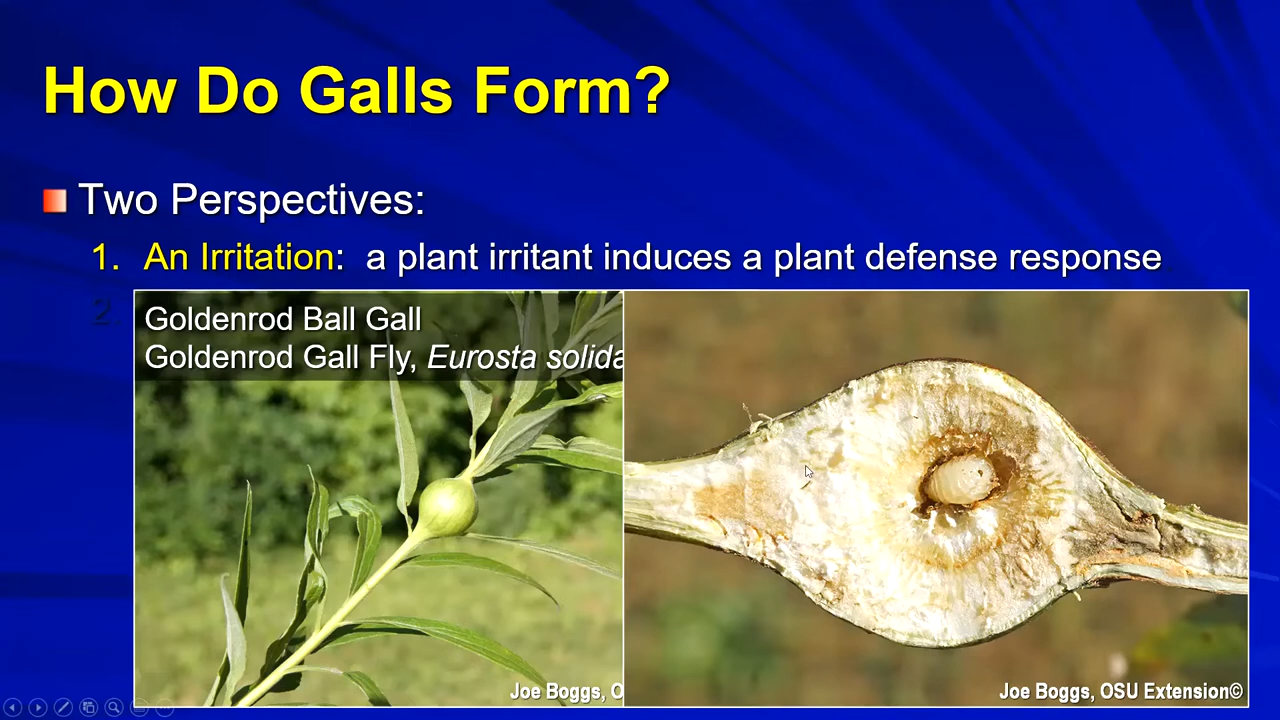 How Do Galls Form?
Two Perspectives:
1. An Irritation: a plant irritant induces a plant defense response
2.
Goldenrod Ball Gall
Goldenrod Gall Fly, Eurosta solida
Joe Boggs, O
Joe Boggs, OSU Extension©